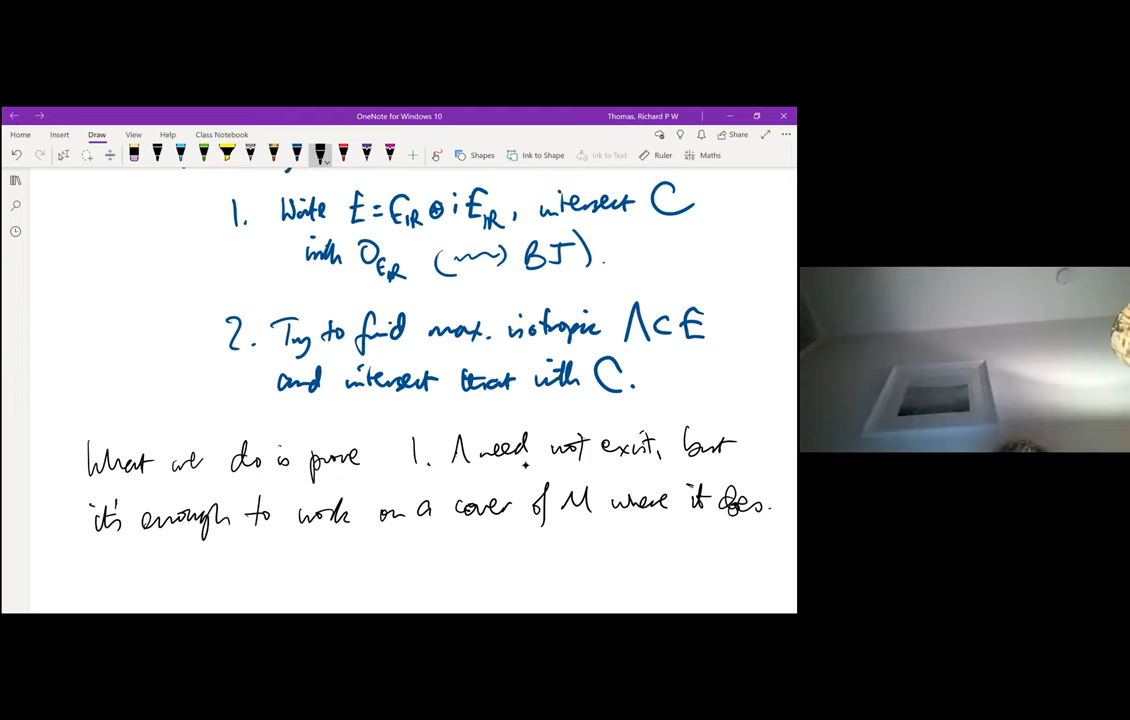 OneNote for Windows 10
Thomas, Richard P W
Home Insert Draw View Help Class Notebook
Share
Shapes Ink to Shape Ink to Text Ruler Maths
1. Write E = E_ℝ ⊕ i E_ℝ, intersect C
with O_{E_ℝ} (⇝ BJ).
2. Try to find max. isotropic Λ ⊂ E
and intersect that with C.
What we do is prove 1. Λ need not exist, but
it's enough to work on a cover of M where it does.